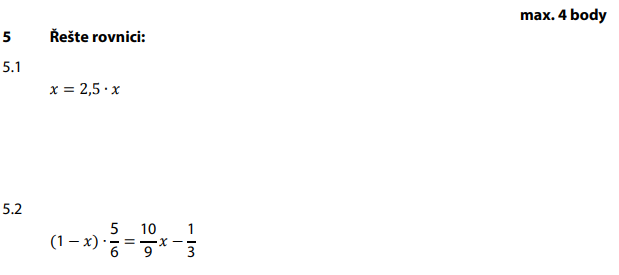 max. 4 body
5 Řešte rovnici:
5.1
x = 2,5 · x
5.2
(1 − x) · 5/6 = 10/9 x − 1/3